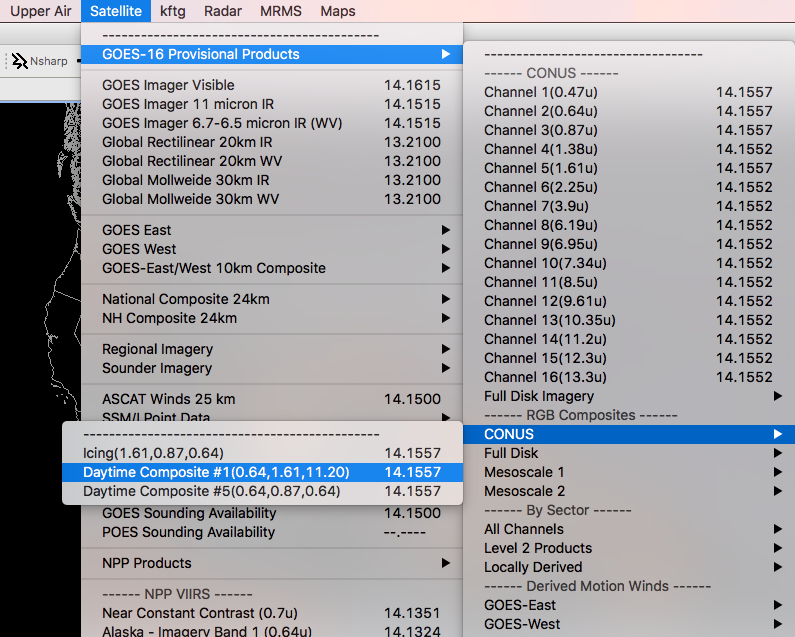 Upper Air Satellite kftg Radar MRMS Maps
Nsharp
------------------------------------------
GOES-16 Provisional Products
GOES Imager Visible 14.1615
GOES Imager 11 micron IR 14.1515
GOES Imager 6.7-6.5 micron IR (WV) 14.1515
Global Rectilinear 20km IR 13.2100
Global Rectilinear 20km WV 13.2100
Global Mollweide 30km IR 13.2100
Global Mollweide 30km WV 13.2100
GOES East
GOES West
GOES-East/West 10km Composite
National Composite 24km
NH Composite 24km
Regional Imagery
Sounder Imagery
ASCAT Winds 25 km 14.1500
SSM/I Point Data
------------------------------------------
Icing(1.61,0.87,0.64) 14.1557
Daytime Composite #1(0.64,1.61,11.20) 14.1557
Daytime Composite #5(0.64,0.87,0.64) 14.1557
GOES Sounding Availability 14.1500
POES Sounding Availability --.----
NPP Products
------ NPP VIIRS ------
Near Constant Contrast (0.7u) 14.1351
Alaska - Imagery Band 1 (0.64u) 14.1324
---------------------------------
------ CONUS ------
Channel 1(0.47u) 14.1557
Channel 2(0.64u) 14.1557
Channel 3(0.87u) 14.1557
Channel 4(1.38u) 14.1552
Channel 5(1.61u) 14.1557
Channel 6(2.25u) 14.1552
Channel 7(3.9u) 14.1552
Channel 8(6.19u) 14.1552
Channel 9(6.95u) 14.1552
Channel 10(7.34u) 14.1552
Channel 11(8.5u) 14.1552
Channel 12(9.61u) 14.1552
Channel 13(10.35u) 14.1552
Channel 14(11.2u) 14.1552
Channel 15(12.3u) 14.1552
Channel 16(13.3u) 14.1552
Full Disk Imagery
------ RGB Composites ------
CONUS
Full Disk
Mesoscale 1
Mesoscale 2
------ By Sector ------
All Channels
Level 2 Products
Locally Derived
------ Derived Motion Winds ------
GOES-East
GOES-West